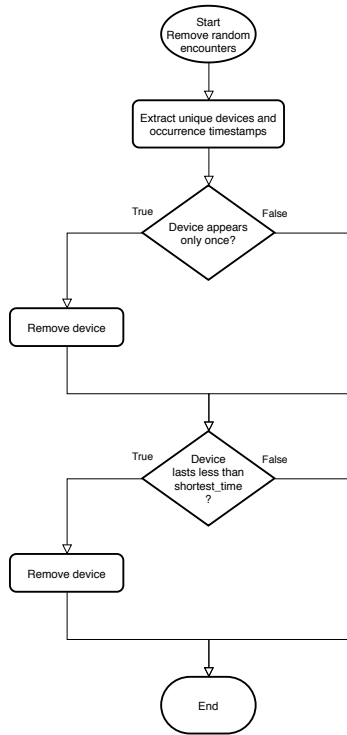 Start
Remove random
encounters
Extract unique devices and
occurrence timestamps
True
False
Device appears
only once?
Remove device
True
False
Device
lasts less than
shortest_time
?
Remove device
End